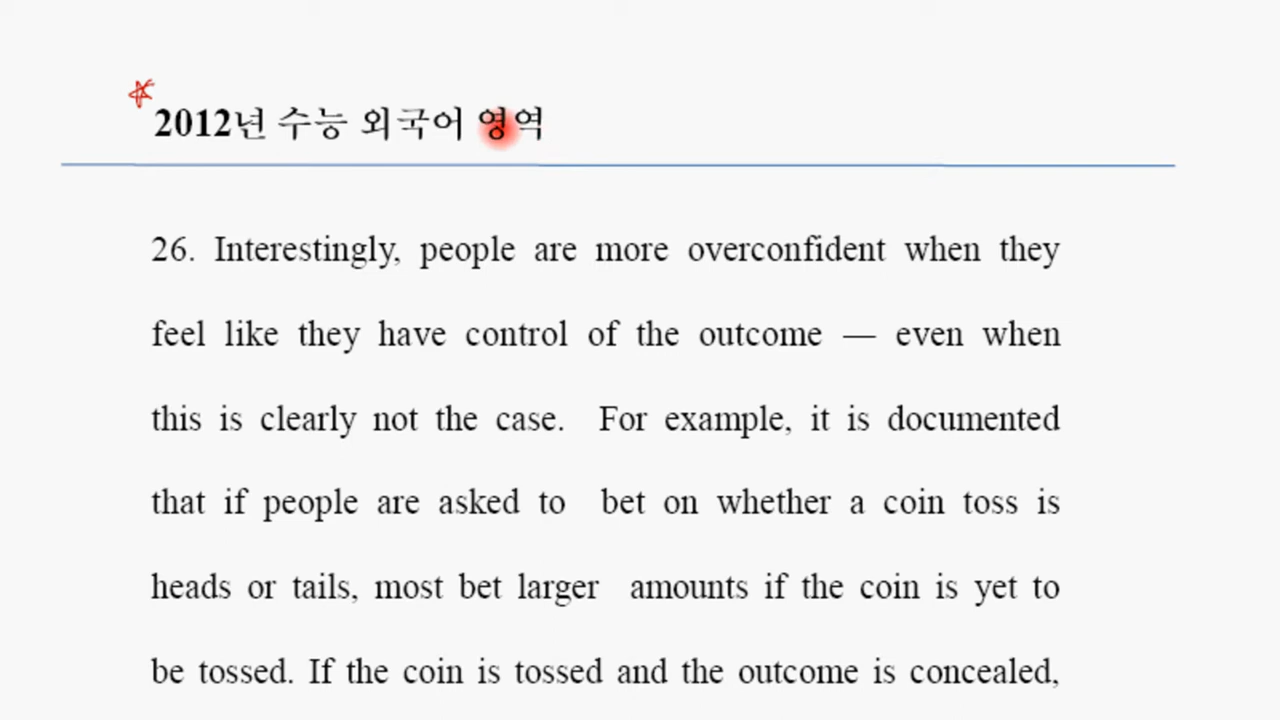 2012년 수능 외국어 영역
26. Interestingly, people are more overconfident when they
feel like they have control of the outcome — even when
this is clearly not the case. For example, it is documented
that if people are asked to bet on whether a coin toss is
heads or tails, most bet larger amounts if the coin is yet to
be tossed. If the coin is tossed and the outcome is concealed,